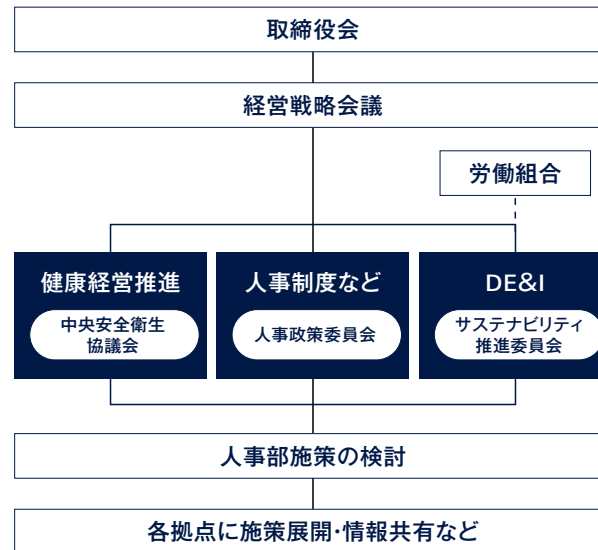 取締役会
経営戦略会議
労働組合
健康経営推進
中央安全衛生
協議会
人事制度など
人事政策委員会
DE&I
サステナビリティ
推進委員会
人事部施策の検討
各拠点に施策展開・情報共有など